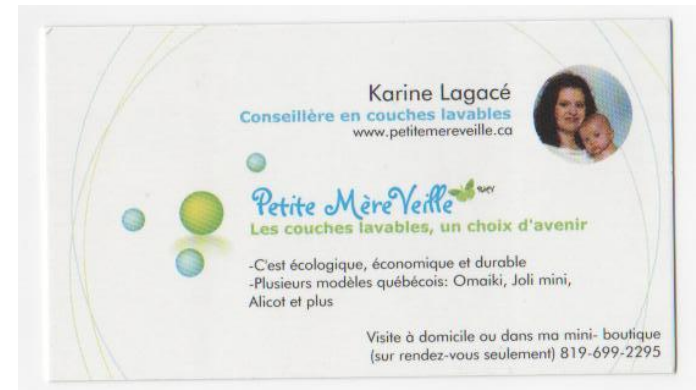 Karine Lagacé
Conseillère en couches lavables
www.petitemereveille.ca
Petite MèreVeille
Les couches lavables, un choix d'avenir
-C'est écologique, économique et durable
-Plusieurs modèles québécois: Omaiki, Joli mini,
Alicot et plus
Visite à domicile ou dans ma mini- boutique
(sur rendez-vous seulement) 819-699-2295